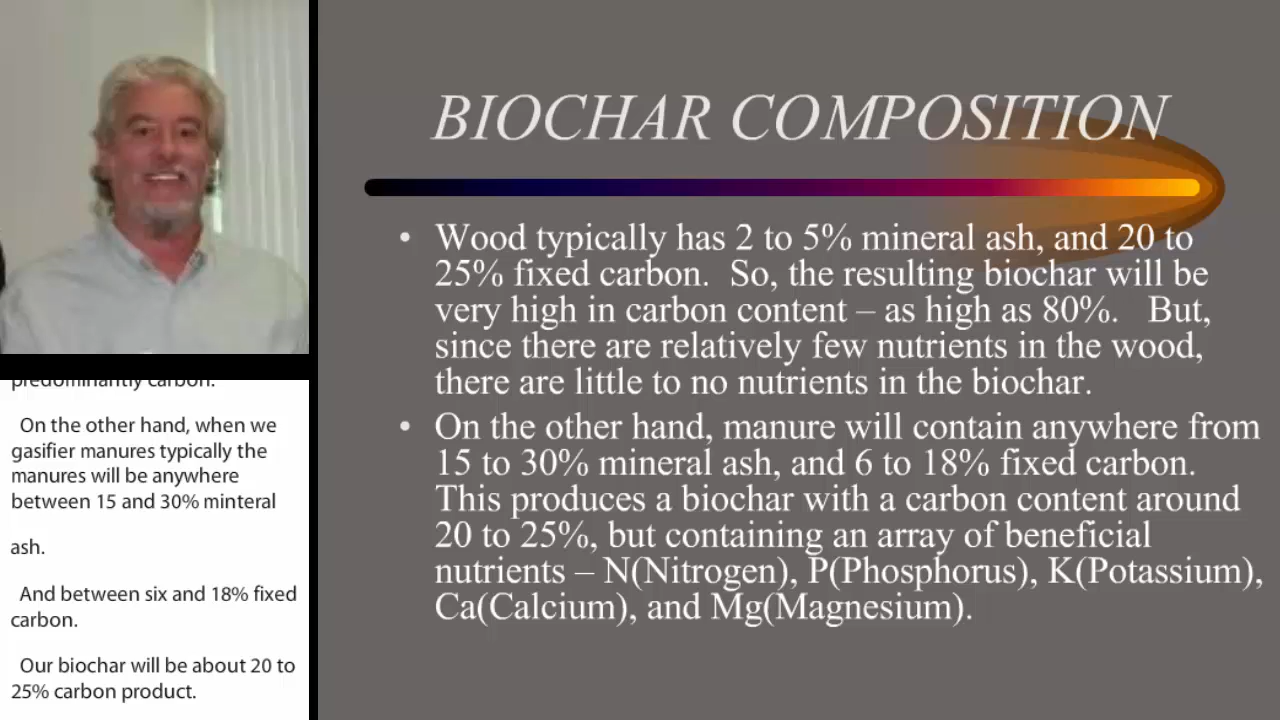 BIOCHAR COMPOSITION
• Wood typically has 2 to 5% mineral ash, and 20 to
25% fixed carbon. So, the resulting biochar will be
very high in carbon content – as high as 80%. But,
since there are relatively few nutrients in the wood,
there are little to no nutrients in the biochar.
• On the other hand, manure will contain anywhere from
15 to 30% mineral ash, and 6 to 18% fixed carbon.
This produces a biochar with a carbon content around
20 to 25%, but containing an array of beneficial
nutrients – N(Nitrogen), P(Phosphorus), K(Potassium),
Ca(Calcium), and Mg(Magnesium).
predominantly carbon.
On the other hand, when we
gasifier manures typically the
manures will be anywhere
between 15 and 30% minteral
ash.
And between six and 18% fixed
carbon.
Our biochar will be about 20 to
25% carbon product.